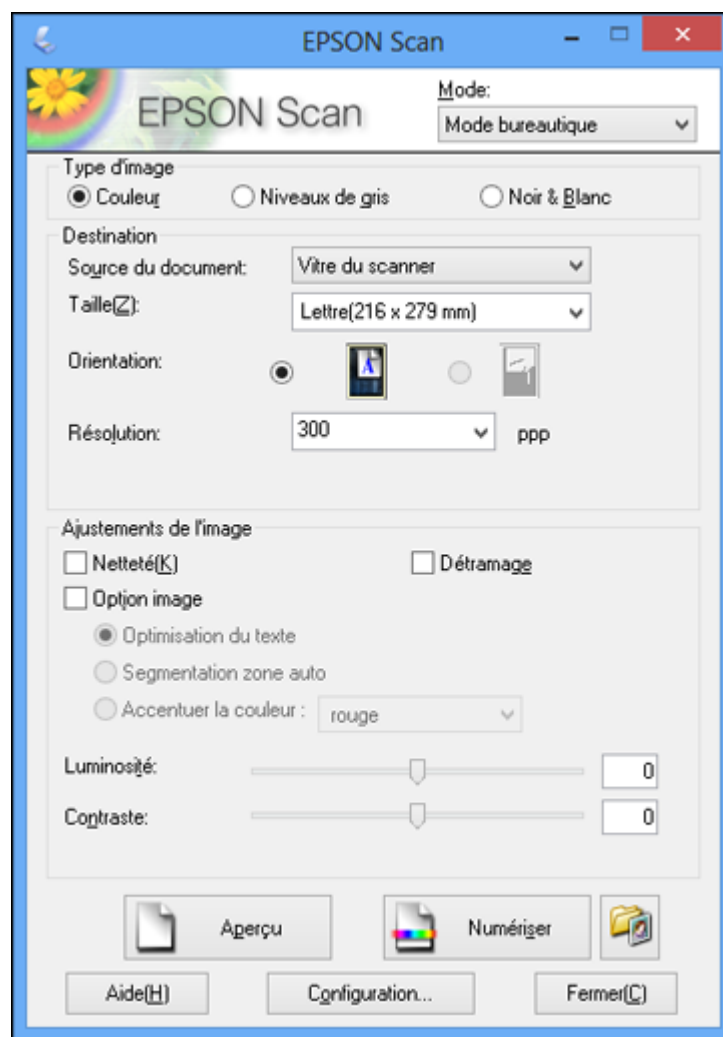 EPSON Scan
EPSON Scan
Mode:
Mode bureautique
Type d'image
Couleur Niveaux de gris Noir & Blanc
Destination
Source du document: Vitre du scanner
Taille(Z): Lettre(216 x 279 mm)
Orientation:
A
Résolution: 300 ppp
Ajustements de l'image
Netteté(K) Détramage
Option image
Optimisation du texte
Segmentation zone auto
Accentuer la couleur : rouge
Luminosité: 0
Contraste: 0
Aperçu Numériser
Aide(H) Configuration... Fermer(C)